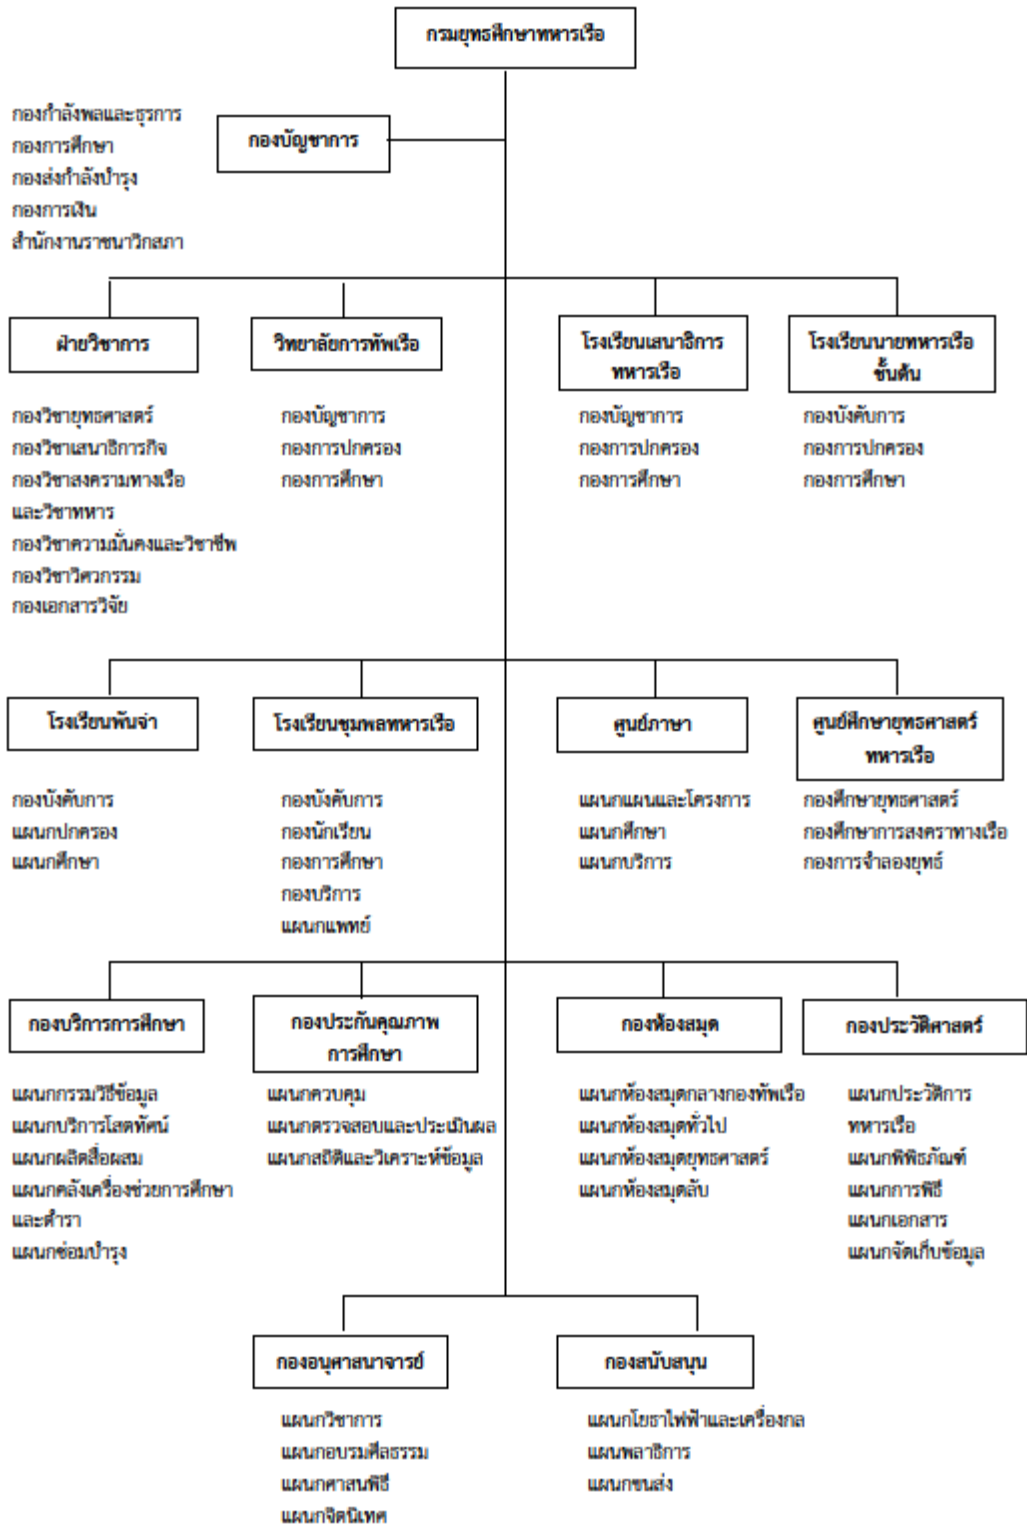 กรมยุทธศึกษาทหารเรือ
กองบัญชาการ
กองกำลังพลและธุรการ
กองการศึกษา
กองส่งกำลังบำรุง
กองการเงิน
สำนักงานราชนาวิกสภา
ฝ่ายวิชาการ
กองวิชายุทธศาสตร์
กองวิชาเสนาธิการกิจ
กองวิชาสงครามทางเรือ
และวิชาทหาร
กองวิชาความมั่นคงและวิชาชีพ
กองวิชาวิศวกรรม
กองเอกสารวิจัย
วิทยาลัยการทัพเรือ
กองบัญชาการ
กองการปกครอง
กองการศึกษา
โรงเรียนเสนาธิการ
ทหารเรือ
กองบัญชาการ
กองการปกครอง
กองการศึกษา
โรงเรียนนายทหารเรือ
ชั้นต้น
กองบังคับการ
กองการปกครอง
กองการศึกษา
โรงเรียนพันจ่า
กองบังคับการ
แผนกปกครอง
แผนกศึกษา
โรงเรียนชุมพลทหารเรือ
กองบังคับการ
กองนักเรียน
กองการศึกษา
กองบริการ
แผนกแพทย์
ศูนย์ภาษา
แผนกแผนและโครงการ
แผนกศึกษา
แผนกบริการ
ศูนย์ศึกษายุทธศาสตร์
ทหารเรือ
กองศึกษายุทธศาสตร์
กองศึกษาการสงคราทางเรือ
กองการจำลองยุทธ์
กองบริการการศึกษา
แผนกกรรมวิธีข้อมูล
แผนกบริการโสตทัศน์
แผนกผลิตสื่อผสม
แผนกคลังเครื่องช่วยการศึกษา
และตำรา
แผนกซ่อมบำรุง
กองประกันคุณภาพ
การศึกษา
แผนกควบคุม
แผนกตรวจสอบและประเมินผล
แผนกสถิติและวิเคราะห์ข้อมูล
กองห้องสมุด
แผนกห้องสมุดกลางกองทัพเรือ
แผนกห้องสมุดทั่วไป
แผนกห้องสมุดยุทธศาสตร์
แผนกห้องสมุดลับ
กองประวัติศาสตร์
แผนกประวัติการ
ทหารเรือ
แผนกพิพิธภัณฑ์
แผนกการพิธี
แผนกเอกสาร
แผนกจัดเก็บข้อมูล
กองอนุศาสนาจารย์
แผนกวิชาการ
แผนกอบรมศีลธรรม
แผนกศาสนพิธี
แผนกจิตนิเทศ
กองสนับสนุน
แผนกโยธาไฟฟ้าและเครื่องกล
แผนพลาธิการ
แผนกขนส่ง